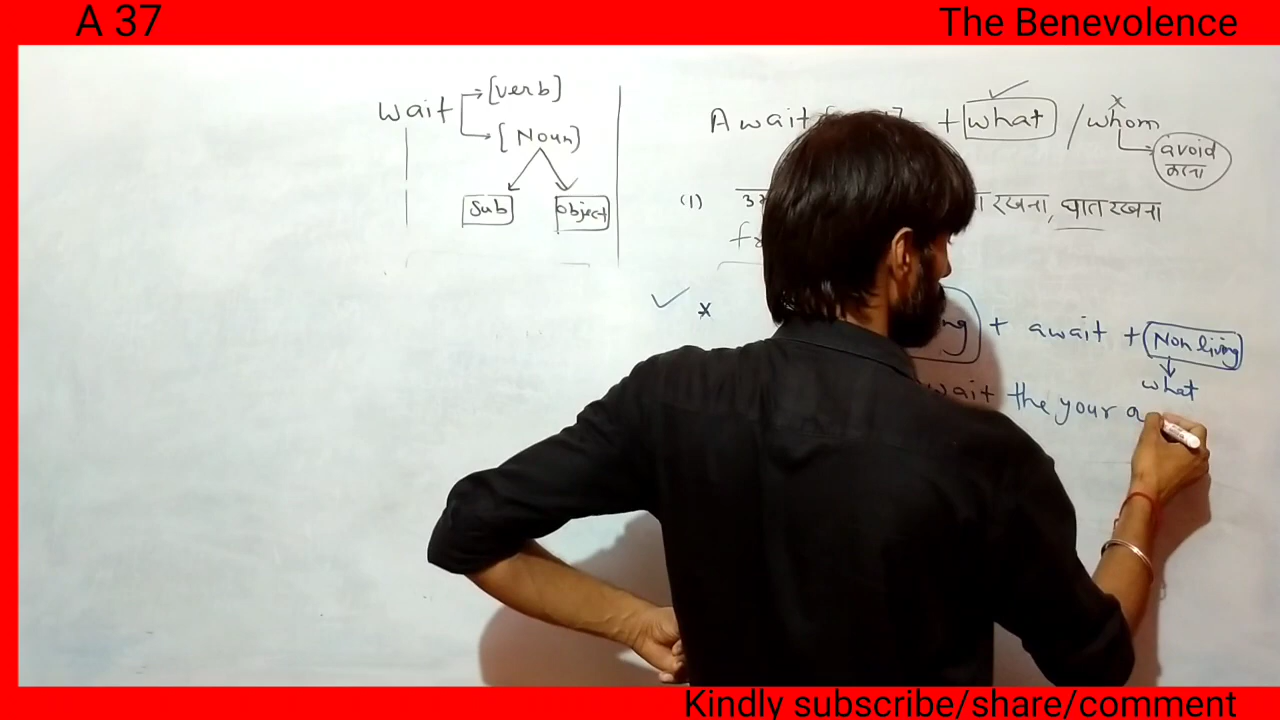 A 37
The Benevolence
wait
[verb]
[Noun]
Sub
object
Await + what / whom
avoid
करना
(1) रखना, घात रखना
+ await + Non living
what
wait the your a
Kindly subscribe/share/comment